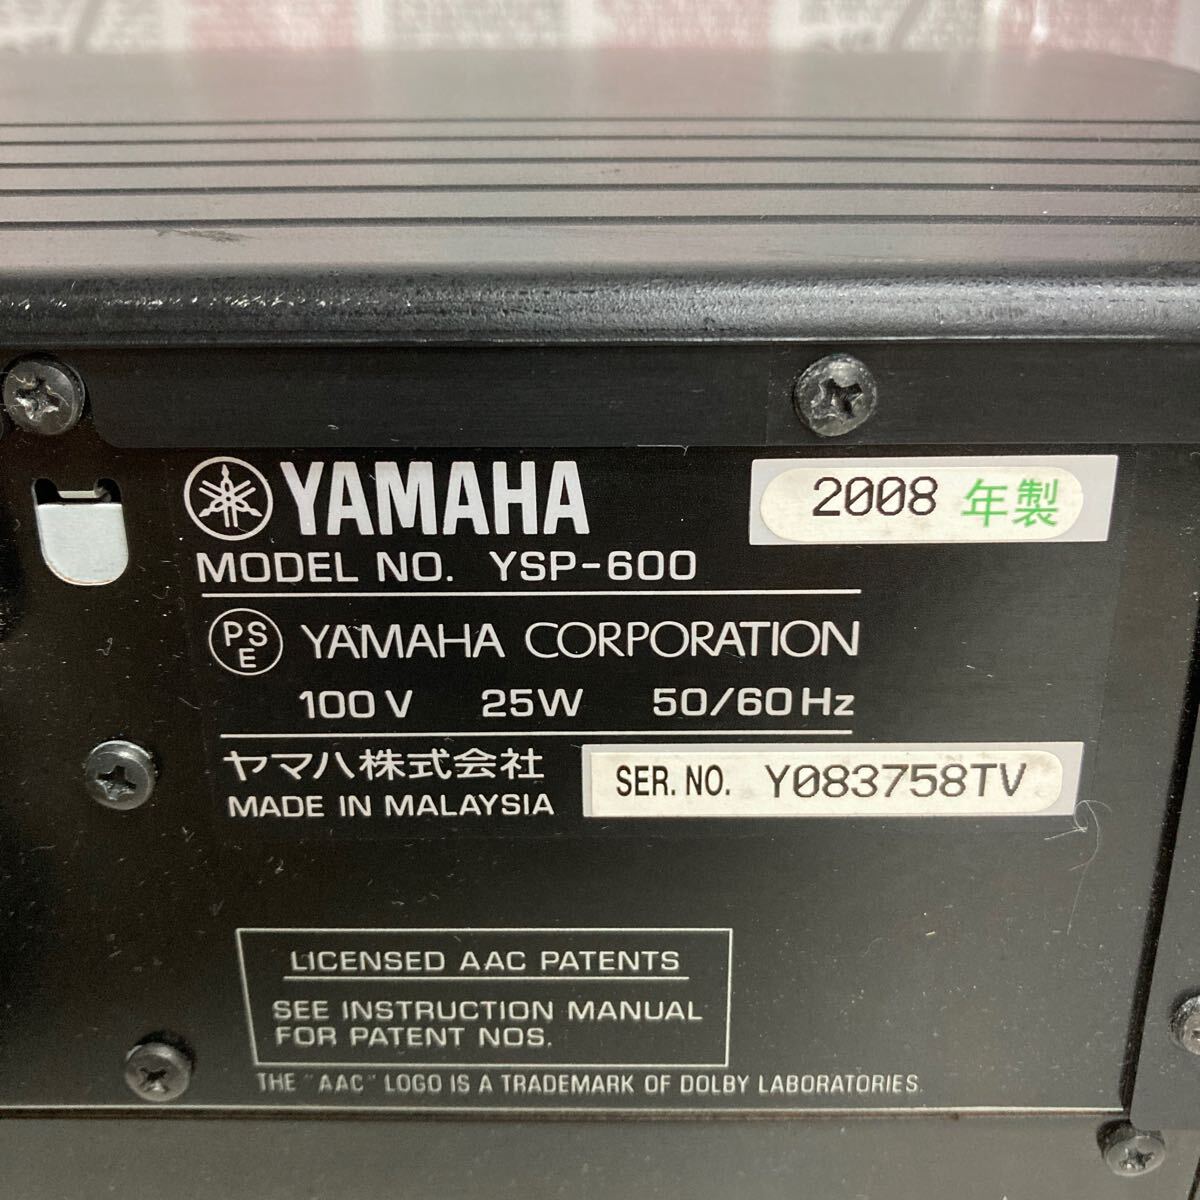 YAMAHA
2008 年製
MODEL NO. YSP-600
PSE YAMAHA CORPORATION
100V 25W 50/60Hz
ヤマハ株式会社
MADE IN MALAYSIA
SER. NO. Y083758TV
LICENSED AAC PATENTS
SEE INSTRUCTION MANUAL
FOR PATENT NOS.
THE "AAC" LOGO IS A TRADEMARK OF DOLBY LABORATORIES.